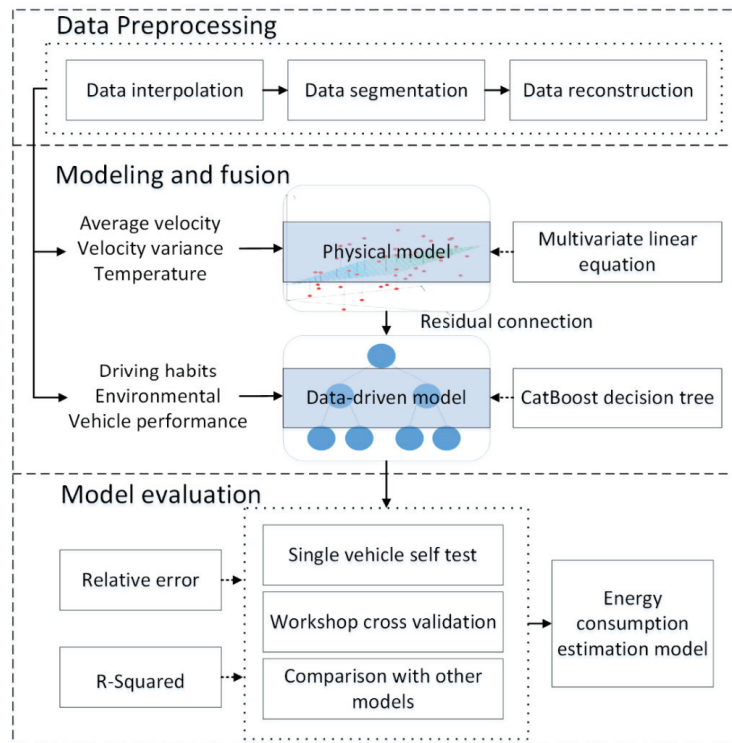 Data Preprocessing
Data interpolation
Data segmentation
Data reconstruction
Modeling and fusion
Average velocity
Velocity variance
Temperature
Physical model
Multivariate linear
equation
Residual connection
Driving habits
Environmental
Vehicle performance
Data-driven model
CatBoost decision tree
Model evaluation
Relative error
R-Squared
Single vehicle self test
Workshop cross validation
Comparison with other
models
Energy
consumption
estimation model